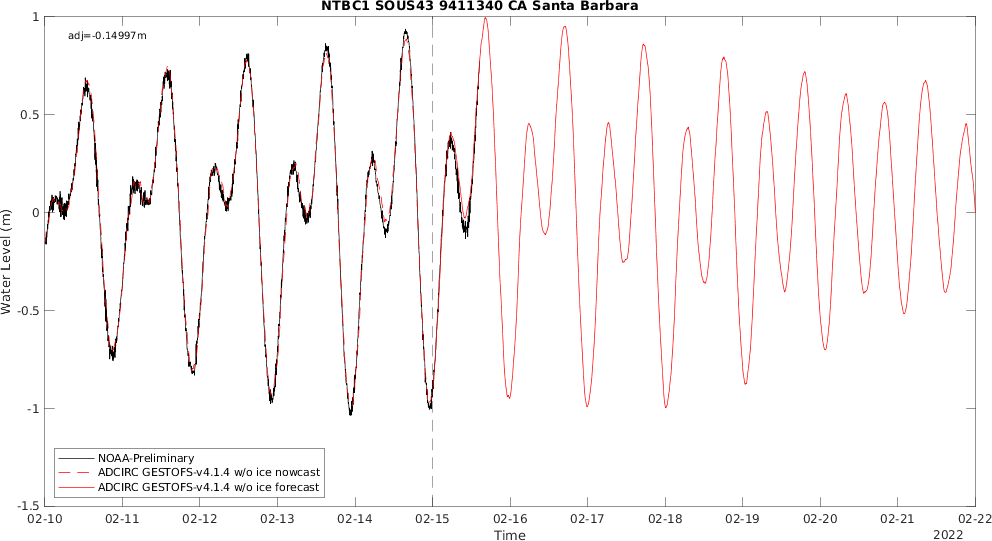 NTBC1 SOUS43 9411340 CA Santa Barbara
adj=-0.14997m
1
0.5
0
-0.5
-1
-1.5
Water Level (m)
NOAA-Preliminary
ADCIRC GESTOFS-v4.1.4 w/o ice nowcast
ADCIRC GESTOFS-v4.1.4 w/o ice forecast
02-10 02-11 02-12 02-13 02-14 02-15 02-16 02-17 02-18 02-19 02-20 02-21 02-22
Time
2022